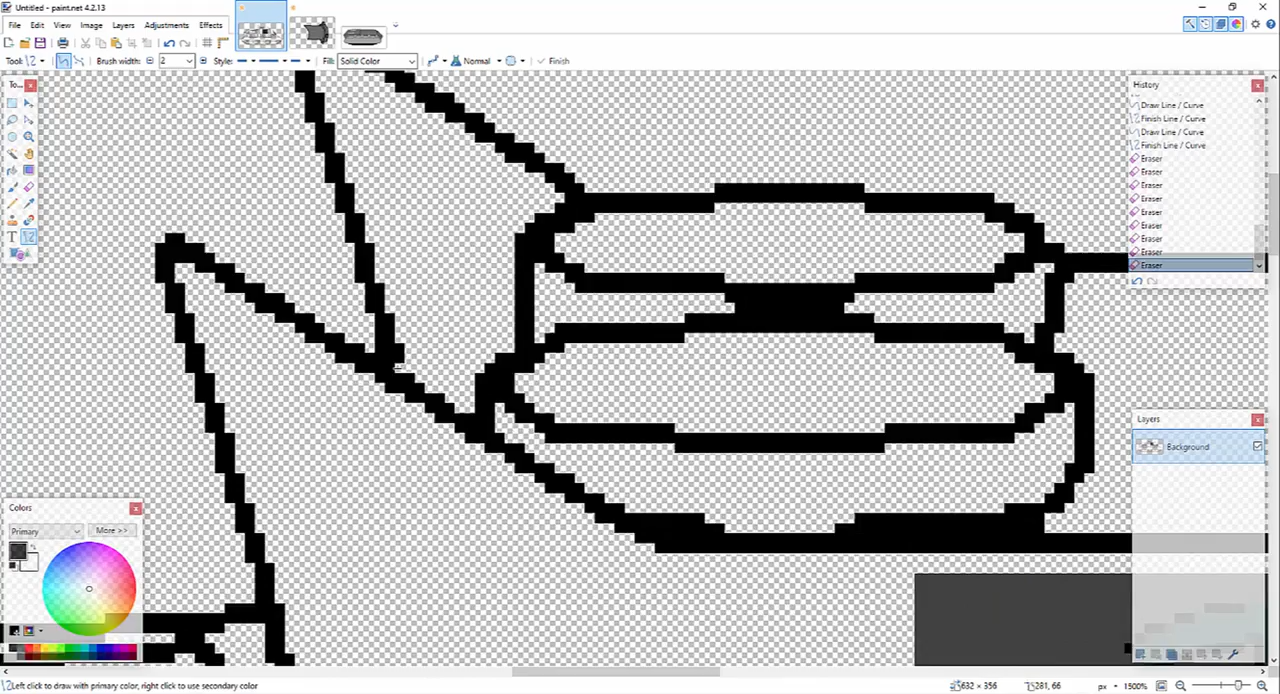 Untitled - paint.net 4.2.13
File Edit View Image Layers Adjustments Effects
Tool: Brush width: 2 Style: Fill: Solid Color Normal Finish
To...
History
Draw Line / Curve
Finish Line / Curve
Draw Line / Curve
Finish Line / Curve
Eraser
Eraser
Eraser
Eraser
Eraser
Eraser
Eraser
Eraser
Eraser
Layers
Background
Colors
Primary More >>
Left click to draw with primary color, right click to use secondary color 632 × 356 281, 66 px 1500%